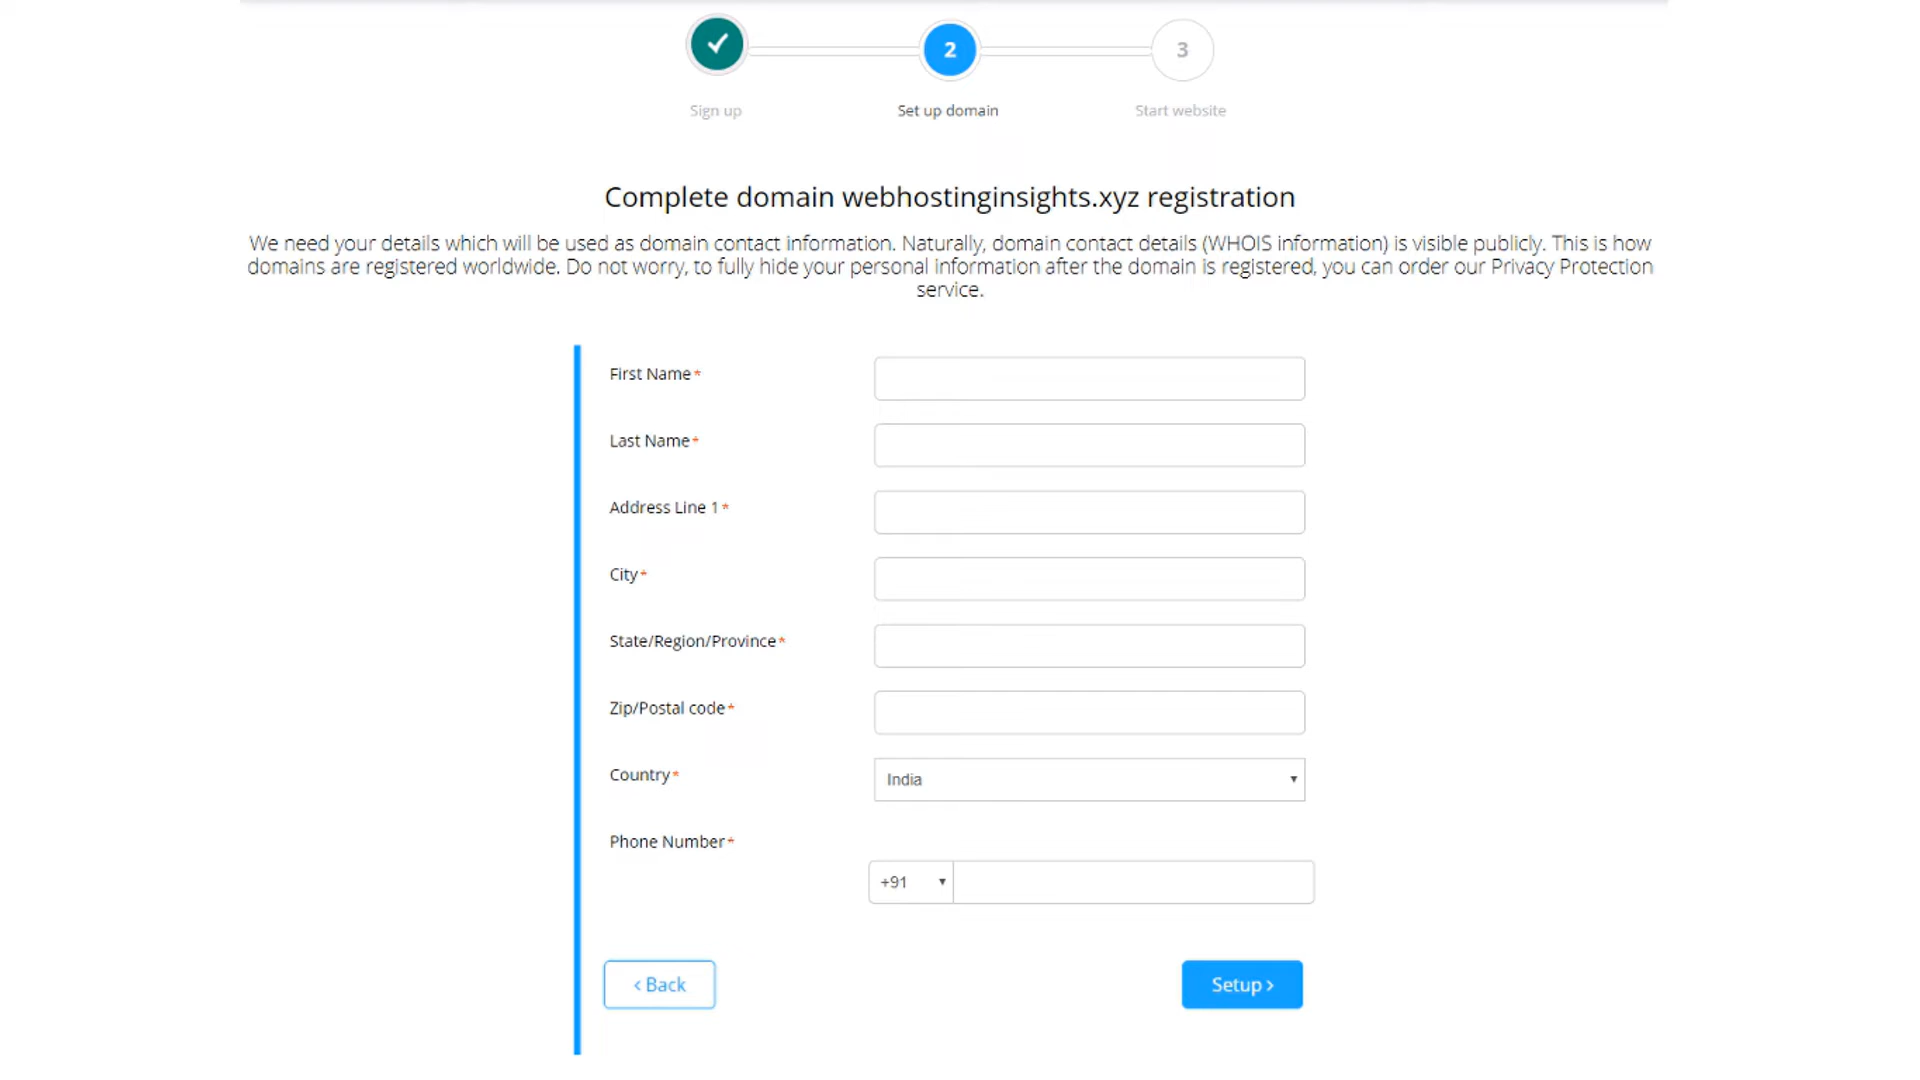 2
3
Sign up
Set up domain
Start website
Complete domain webhostinginsights.xyz registration
We need your details which will be used as domain contact information. Naturally, domain contact details (WHOIS information) is visible publicly. This is how
domains are registered worldwide. Do not worry, to fully hide your personal information after the domain is registered, you can order our Privacy Protection
service.
First Name*
Last Name*
Address Line 1*
City*
State/Region/Province*
Zip/Postal code*
Country*
India
Phone Number*
+91
‹ Back
Setup ›